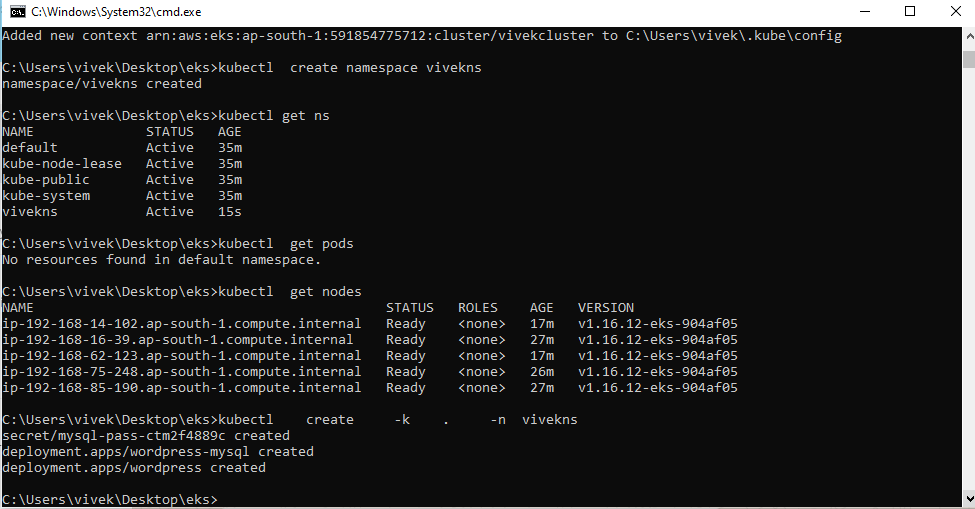 C:\Windows\System32\cmd.exe
Added new context arn:aws:eks:ap-south-1:591854775712:cluster/vivekcluster to C:\Users\vivek\.kube\config
C:\Users\vivek\Desktop\eks>kubectl  create namespace vivekns
namespace/vivekns created
C:\Users\vivek\Desktop\eks>kubectl get ns
NAME              STATUS   AGE
default           Active   35m
kube-node-lease   Active   35m
kube-public       Active   35m
kube-system       Active   35m
vivekns           Active   15s
C:\Users\vivek\Desktop\eks>kubectl  get pods
No resources found in default namespace.
C:\Users\vivek\Desktop\eks>kubectl  get nodes
NAME                                            STATUS   ROLES    AGE   VERSION
ip-192-168-14-102.ap-south-1.compute.internal   Ready    <none>   17m   v1.16.12-eks-904af05
ip-192-168-16-39.ap-south-1.compute.internal    Ready    <none>   27m   v1.16.12-eks-904af05
ip-192-168-62-123.ap-south-1.compute.internal   Ready    <none>   17m   v1.16.12-eks-904af05
ip-192-168-75-248.ap-south-1.compute.internal   Ready    <none>   26m   v1.16.12-eks-904af05
ip-192-168-85-190.ap-south-1.compute.internal   Ready    <none>   27m   v1.16.12-eks-904af05
C:\Users\vivek\Desktop\eks>kubectl    create     -k    .     -n  vivekns
secret/mysql-pass-ctm2f4889c created
deployment.apps/wordpress-mysql created
deployment.apps/wordpress created
C:\Users\vivek\Desktop\eks>